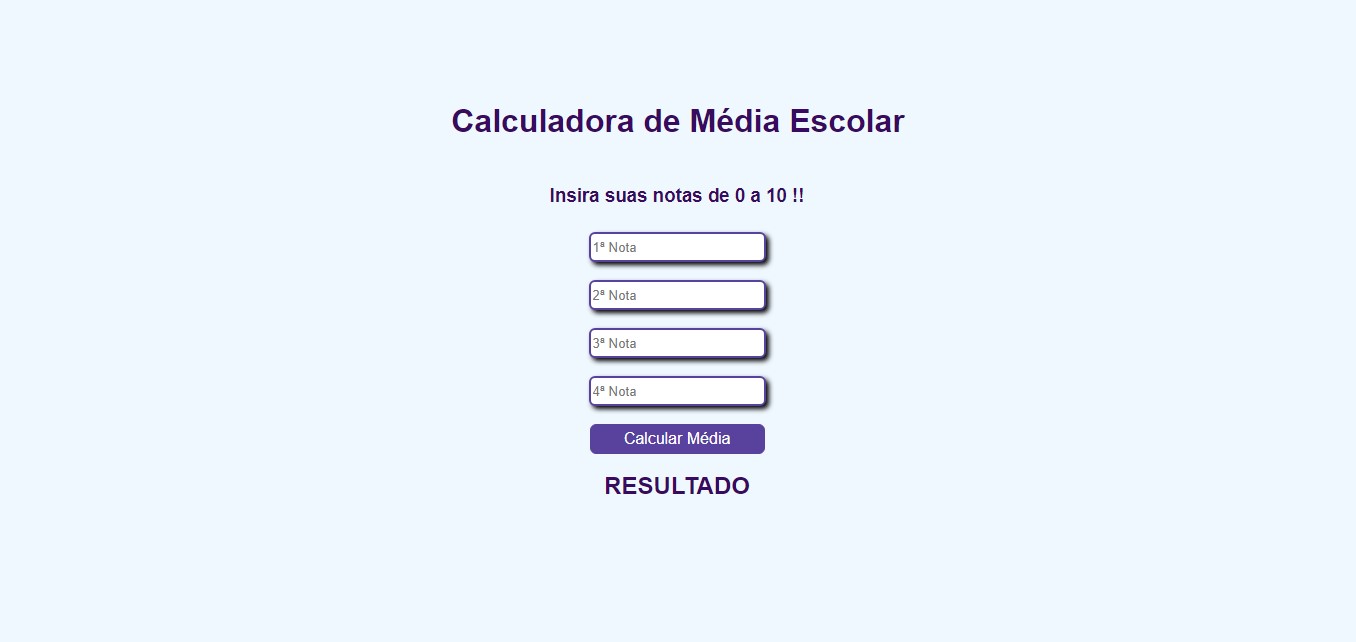 Calculadora de Média Escolar
Insira suas notas de 0 a 10 !!
1ª Nota
2ª Nota
3ª Nota
4ª Nota
Calcular Média
RESULTADO